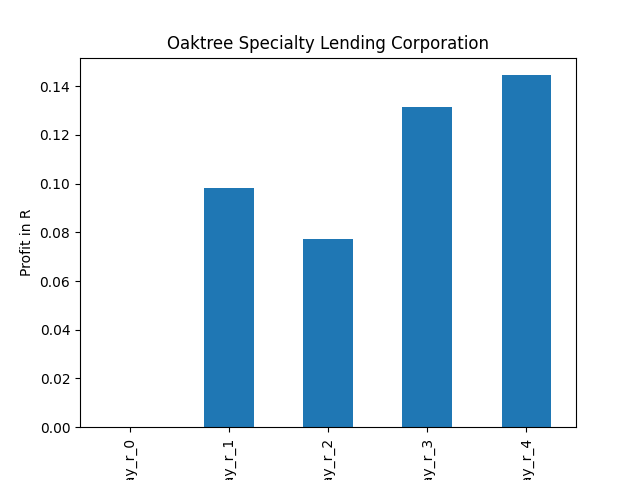 Oaktree Specialty Lending Corporation
Profit in R
0.14
0.12
0.10
0.08
0.06
0.04
0.02
0.00
ay_r_0
ay_r_1
ay_r_2
ay_r_3
ay_r_4